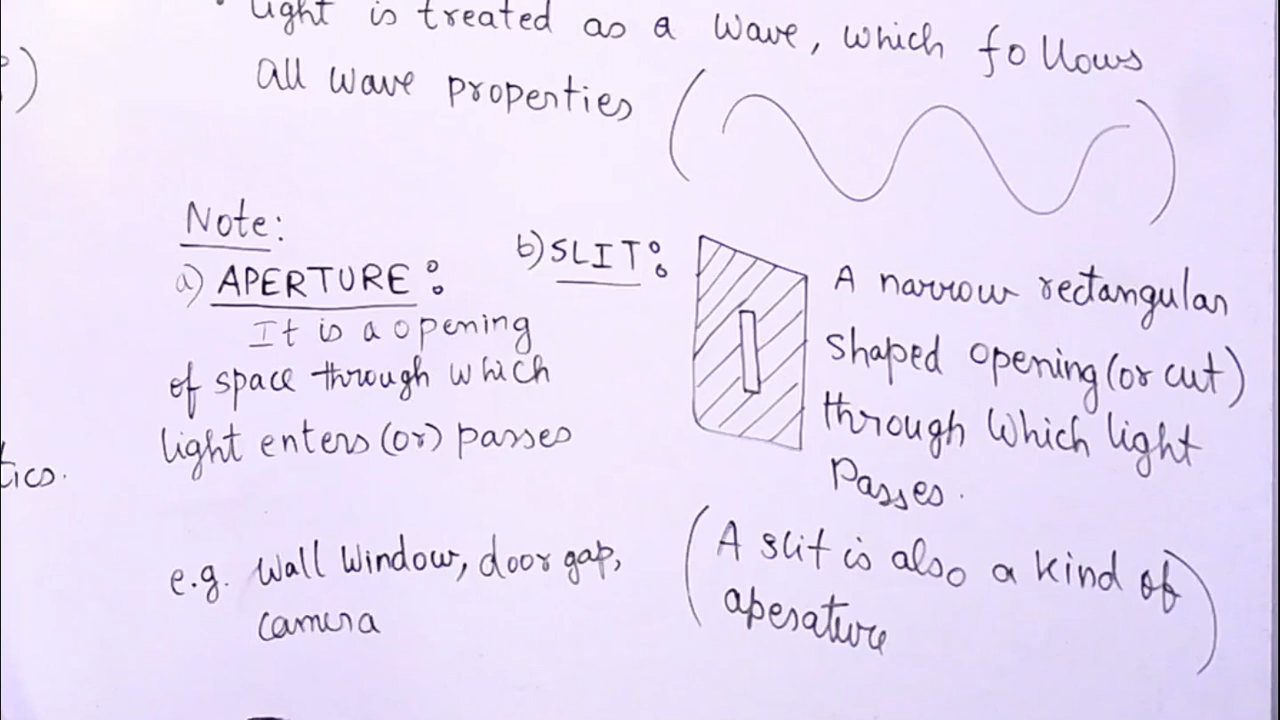 light is treated as a wave, which follows
all wave properties
Note:
a) APERTURE:
It is a opening
of space through which
light enters (or) passes
e.g. Wall Window, door gap,
camera
b) SLIT:
A narrow rectangular
shaped opening (or cut)
through Which light
Passes.
(A slit is also a kind of
aperature)
tics.